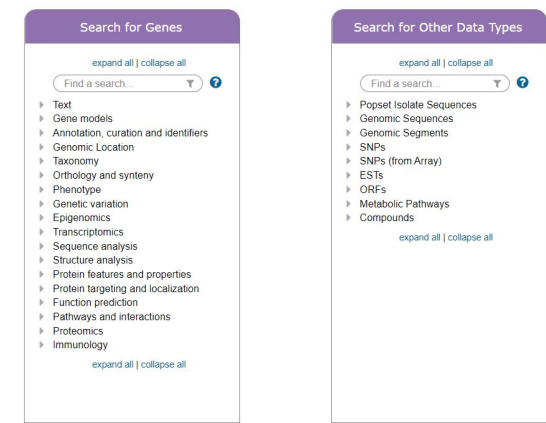 Search for Genes
expand all | collapse all
Find a search...
Text
Gene models
Annotation, curation and identifiers
Genomic Location
Taxonomy
Orthology and synteny
Phenotype
Genetic variation
Epigenomics
Transcriptomics
Sequence analysis
Structure analysis
Protein features and properties
Protein targeting and localization
Function prediction
Pathways and interactions
Proteomics
Immunology
expand all | collapse all
Search for Other Data Types
expand all | collapse all
Find a search...
Popset Isolate Sequences
Genomic Sequences
Genomic Segments
SNPs
SNPs (from Array)
ESTs
ORFs
Metabolic Pathways
Compounds
expand all | collapse all